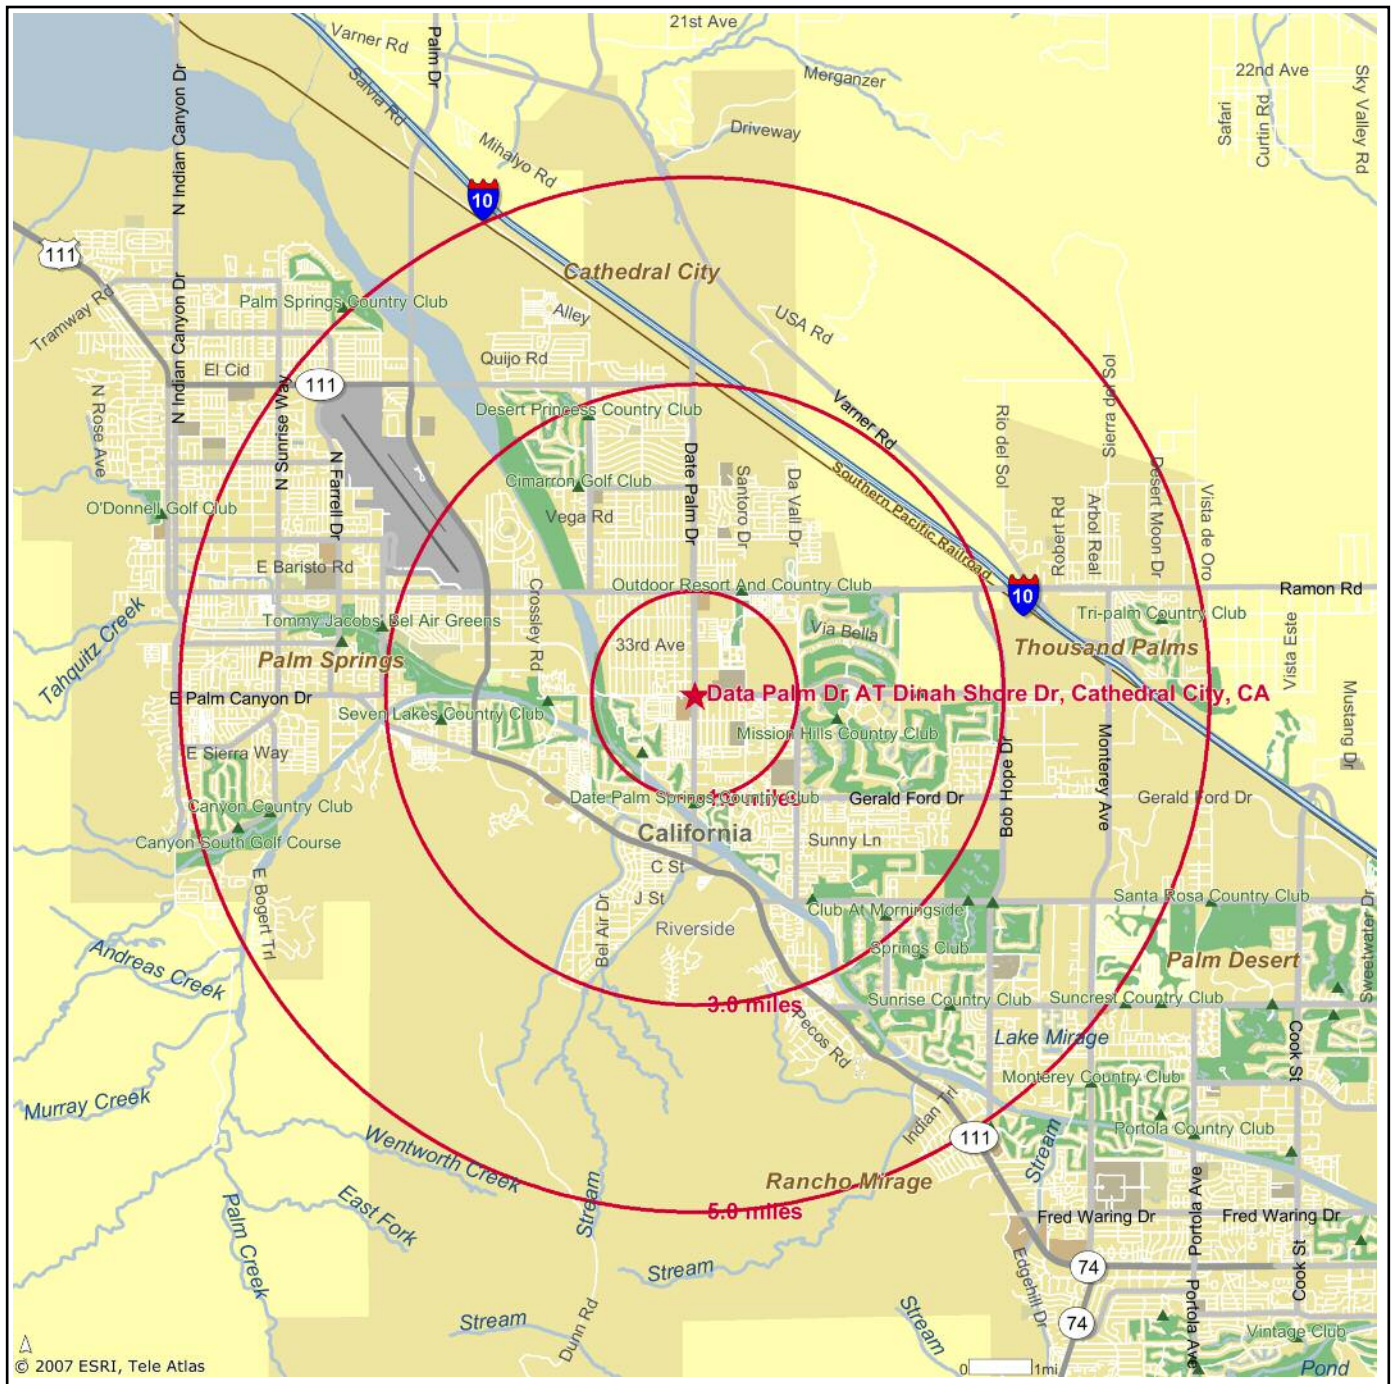 21st Ave
Varner Rd
Palm Dr
22nd Ave
Sky Valley Rd
Merganzer
Salvia Rd
N Indian Canyon Dr
Safari
Curtin Rd
Driveway
Mihalyo Rd
10
111
Cathedral City
Palm Springs Country Club
Tramway Rd
N Indian Canyon Dr
Alley
USA Rd
Quijo Rd
El Cid
111
Sierra del Sol
N Rose Ave
N Sunrise Way
Desert Princess Country Club
Varner Rd
Rio del Sol
N Farrell Dr
Date Palm Dr
Cimarron Golf Club
Santoro Dr
Da Vall Dr
Southern Pacific Railroad
Desert Moon Dr
Vista de Oro
O'Donnell Golf Club
Vega Rd
Robert Rd
Arbol Real
E Baristo Rd
Outdoor Resort And Country Club
10
Ramon Rd
Crossley Rd
Tahquitz Creek
Tommy Jacobs' Bel Air Greens
Tri-palm Country Club
33rd Ave
Via Bella
Palm Springs
Thousand Palms
Vista Este
E Palm Canyon Dr
Data Palm Dr AT Dinah Shore Dr, Cathedral City, CA
Seven Lakes Country Club
Mission Hills Country Club
Mustang Dr
E Sierra Way
Bob Hope Dr
Monterey Ave
Canyon Country Club
Date Palm Springs Country Club
miles
Gerald Ford Dr
Gerald Ford Dr
California
Canyon South Golf Course
Sunny Ln
C St
E Bogert Trl
J St
Santa Rosa Country Club
Club At Morningside
Bel Air Dr
Riverside
Sweetwater Dr
Andreas Creek
Springs Club
Palm Desert
3.0 miles
Sunrise Country Club
Suncrest Country Club
Pecos Rd
Lake Mirage
Cook St
Murray Creek
Monterey Country Club
Indian Trl
Portola Country Club
111
Wentworth Creek
Stream
Rancho Mirage
Stream
East Fork
Palm Creek
5.0 miles
Fred Waring Dr
Fred Waring Dr
Portola Ave
Stream
Edgehill Dr
74
Cook St
Stream
Dunn Rd
Stream
74
Portola Ave
Vintage Club
© 2007 ESRI, Tele Atlas
0 1mi
Pond